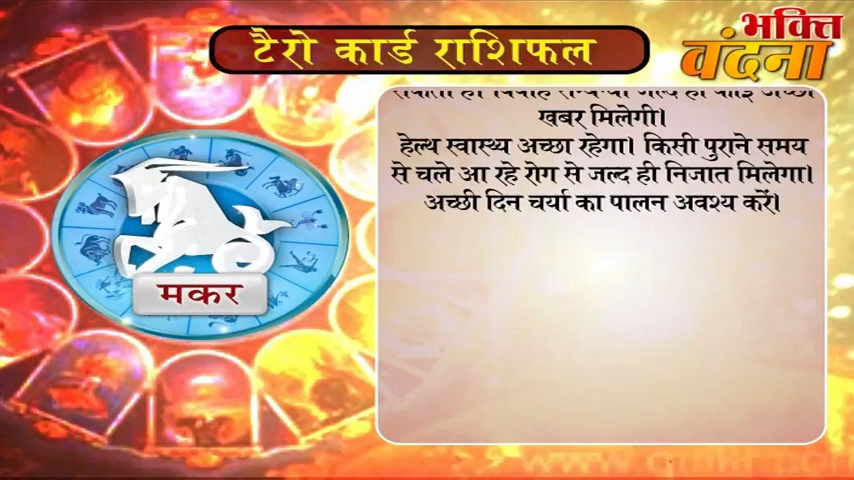 टैरो कार्ड राशिफल
भक्ति
वंदना
खबर मिलेगी।
हेल्थ स्वास्थ्य अच्छा रहेगा। किसी पुराने समय
से चले आ रहे रोग से जल्द ही निजात मिलेगा।
अच्छी दिन चर्या का पालन अवश्य करें।
मकर